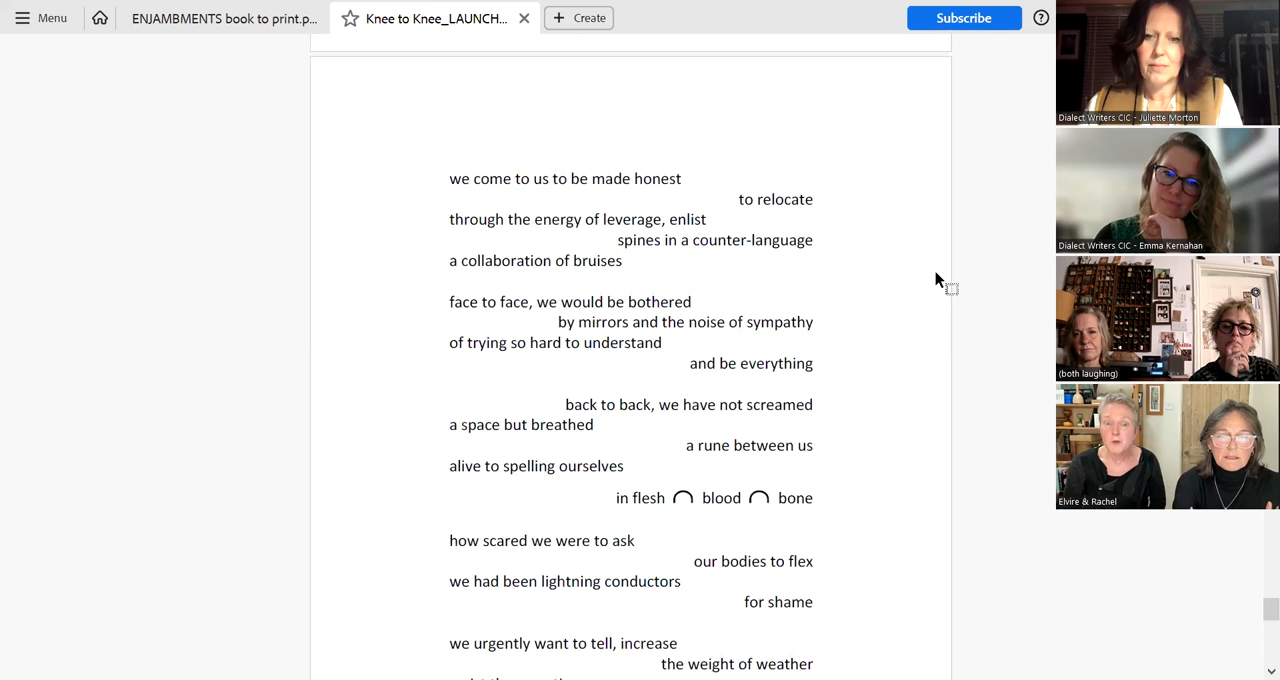 Menu
ENJAMBMENTS book to print.p...
Knee to Knee_LAUNCH...
Create
Subscribe
we come to us to be made honest
to relocate
through the energy of leverage, enlist
spines in a counter-language
a collaboration of bruises
face to face, we would be bothered
by mirrors and the noise of sympathy
of trying so hard to understand
and be everything
back to back, we have not screamed
a space but breathed
a rune between us
alive to spelling ourselves
in flesh ⌒ blood ⌒ bone
how scared we were to ask
our bodies to flex
we had been lightning conductors
for shame
we urgently want to tell, increase
the weight of weather
Dialect Writers CIC - Juliette Morton
Dialect Writers CIC - Emma Kernahan
(both laughing)
Elvire & Rachel